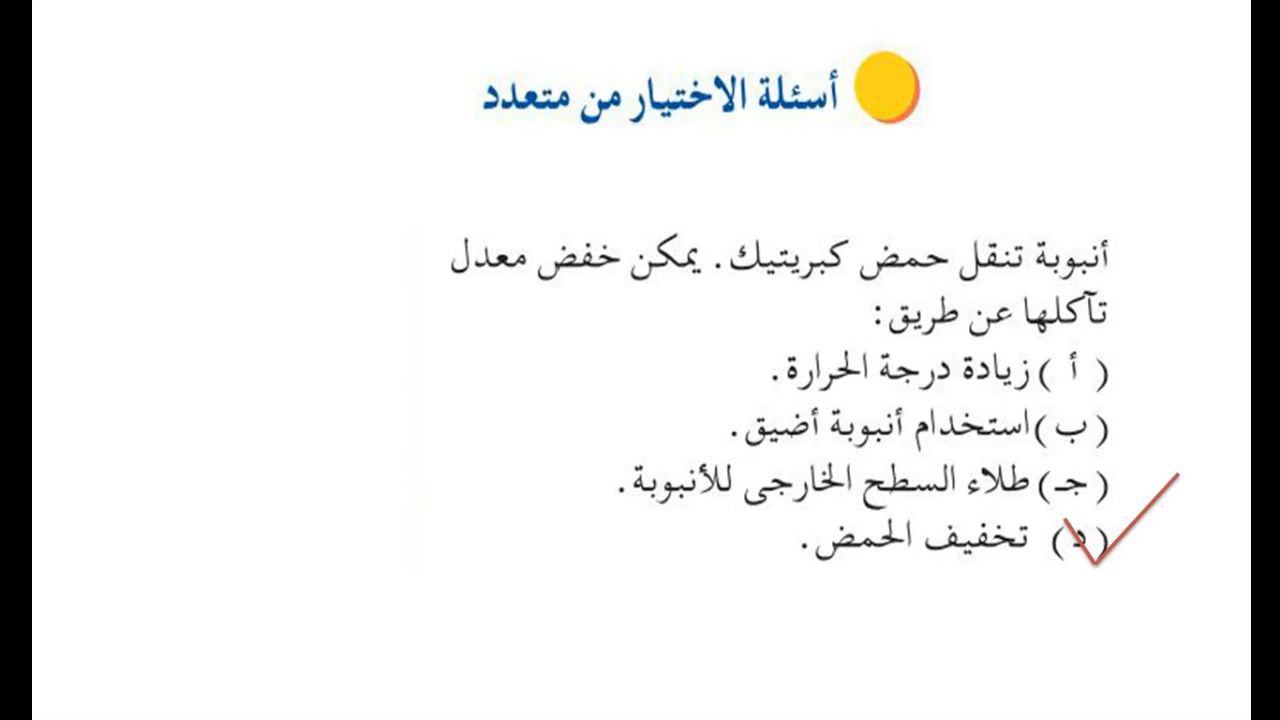 أسئلة الاختيار من متعدد
أنبوبة تنقل حمض كبريتيك. يمكن خفض معدل
تآكلها عن طريق:
( أ ) زيادة درجة الحرارة.
(ب) استخدام أنبوبة أضيق.
(جـ) طلاء السطح الخارجى للأنبوبة.
(د) تخفيف الحمض.